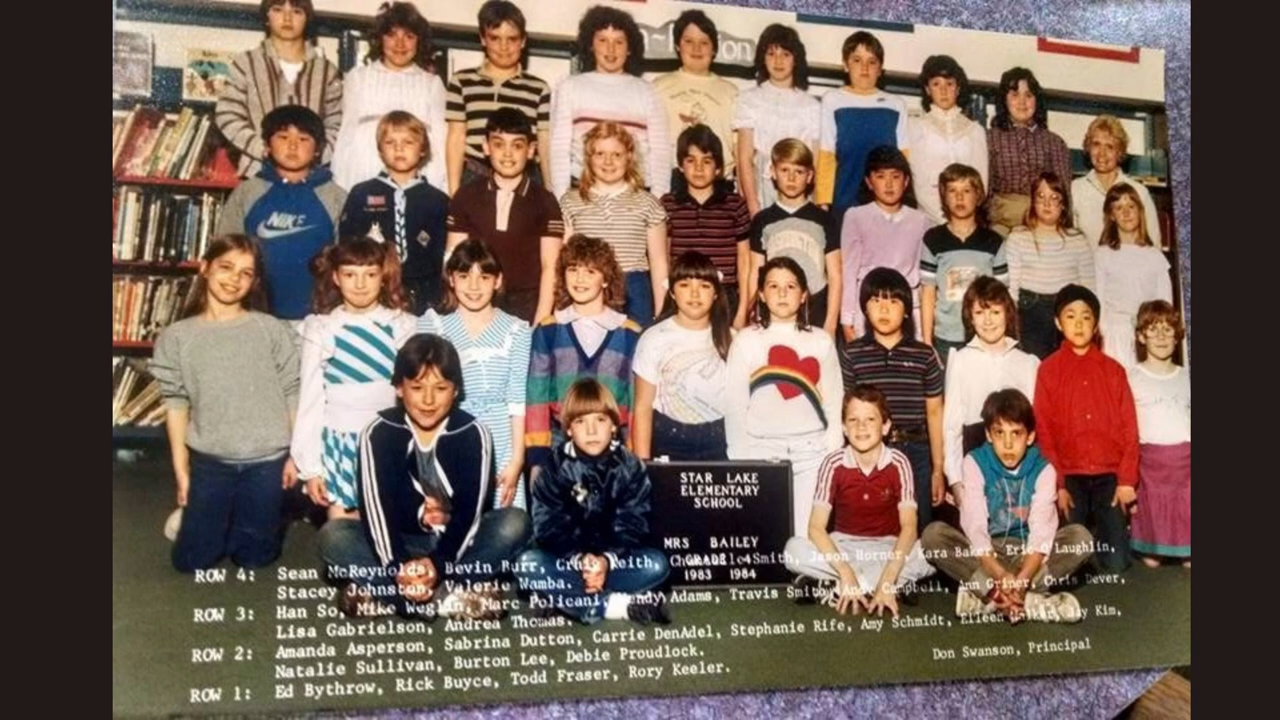 NIKE
STAR LAKE
ELEMENTARY
SCHOOL
MRS BAILEY
GRADE 4
1983 1984
ROW 4: Sean McReynolds, Bevin Burr, Craig Keith, Smith, Jason Horner, Kara Baker, Eric O'Laughlin,
Stacey Johnston, Valerie Wamba.
ROW 3: Han So, Mike Weglin, Marc Policani, Wendy Adams, Travis Smith, Andy Campbell, Ann Griner, Chris Dever,
Lisa Gabrielson, Andrea Thomas.
ROW 2: Amanda Asperson, Sabrina Dutton, Carrie DenAdel, Stephanie Rife, Amy Schmidt, Eileen Jay Kim,
Natalie Sullivan, Burton Lee, Debie Proudlock.
ROW 1: Ed Bythrow, Rick Buyce, Todd Fraser, Rory Keeler.
Don Swanson, Principal